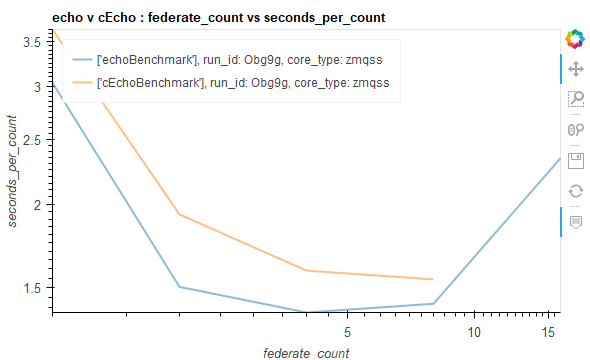 echo v cEcho : federate_count vs seconds_per_count
3.5
3
2.5
2
1.5
seconds_per_count
['echoBenchmark'], run_id: Obg9g, core_type: zmqss
['cEchoBenchmark'], run_id: Obg9g, core_type: zmqss
5
10
15
federate_count